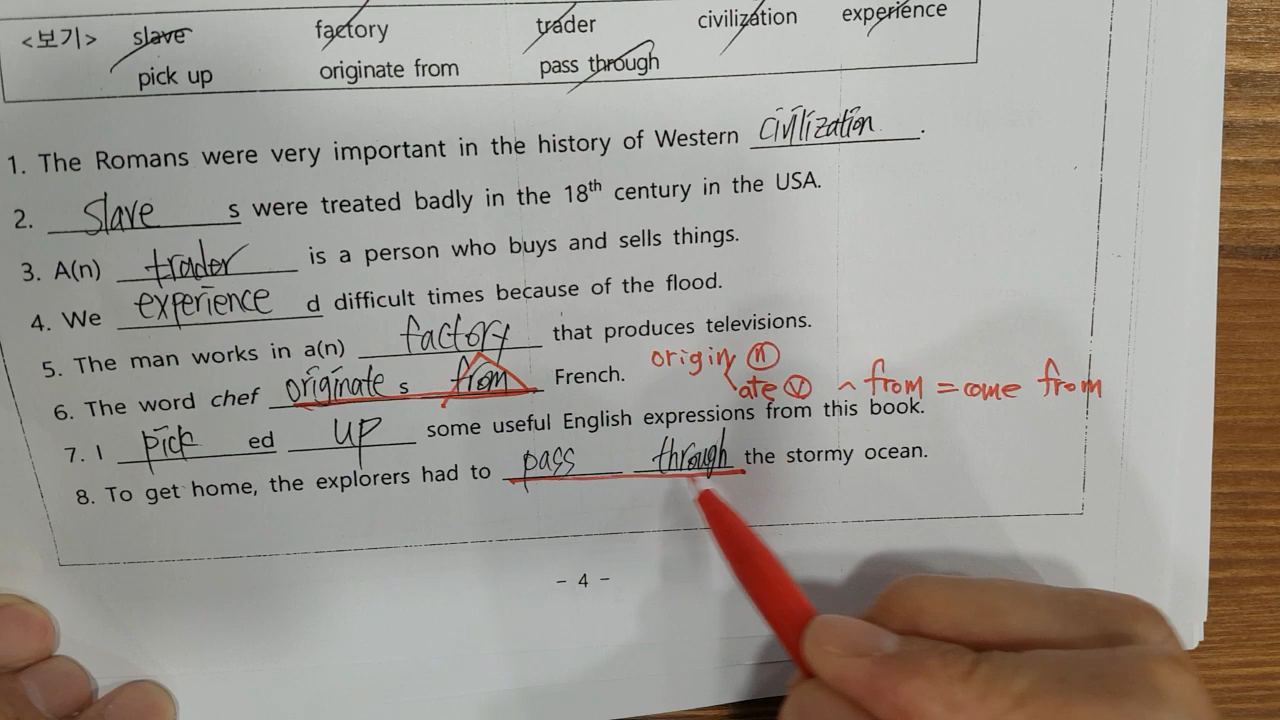 <보기> slave factory trader civilization experience
pick up originate from pass through
1. The Romans were very important in the history of Western civilization.
2. slave s were treated badly in the 18th century in the USA.
3. A(n) trader is a person who buys and sells things.
4. We experience d difficult times because of the flood.
5. The man works in a(n) factory that produces televisions.
6. The word chef originate s from French.
origin ⓝ
ate ⓥ ~ from = come from
7. I pick ed up some useful English expressions from this book.
8. To get home, the explorers had to pass through the stormy ocean.
- 4 -